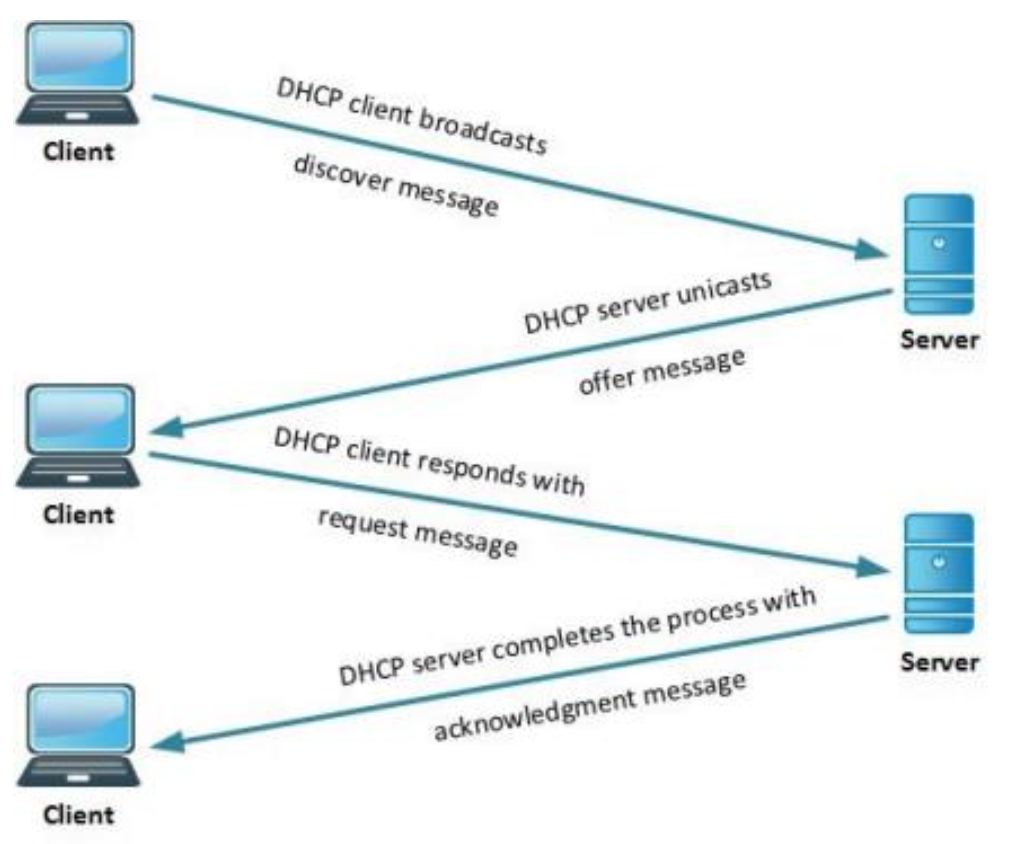 Client
DHCP client broadcasts
discover message
Server
DHCP server unicasts
offer message
Client
DHCP client responds with
request message
Server
DHCP server completes the process with
acknowledgment message
Client